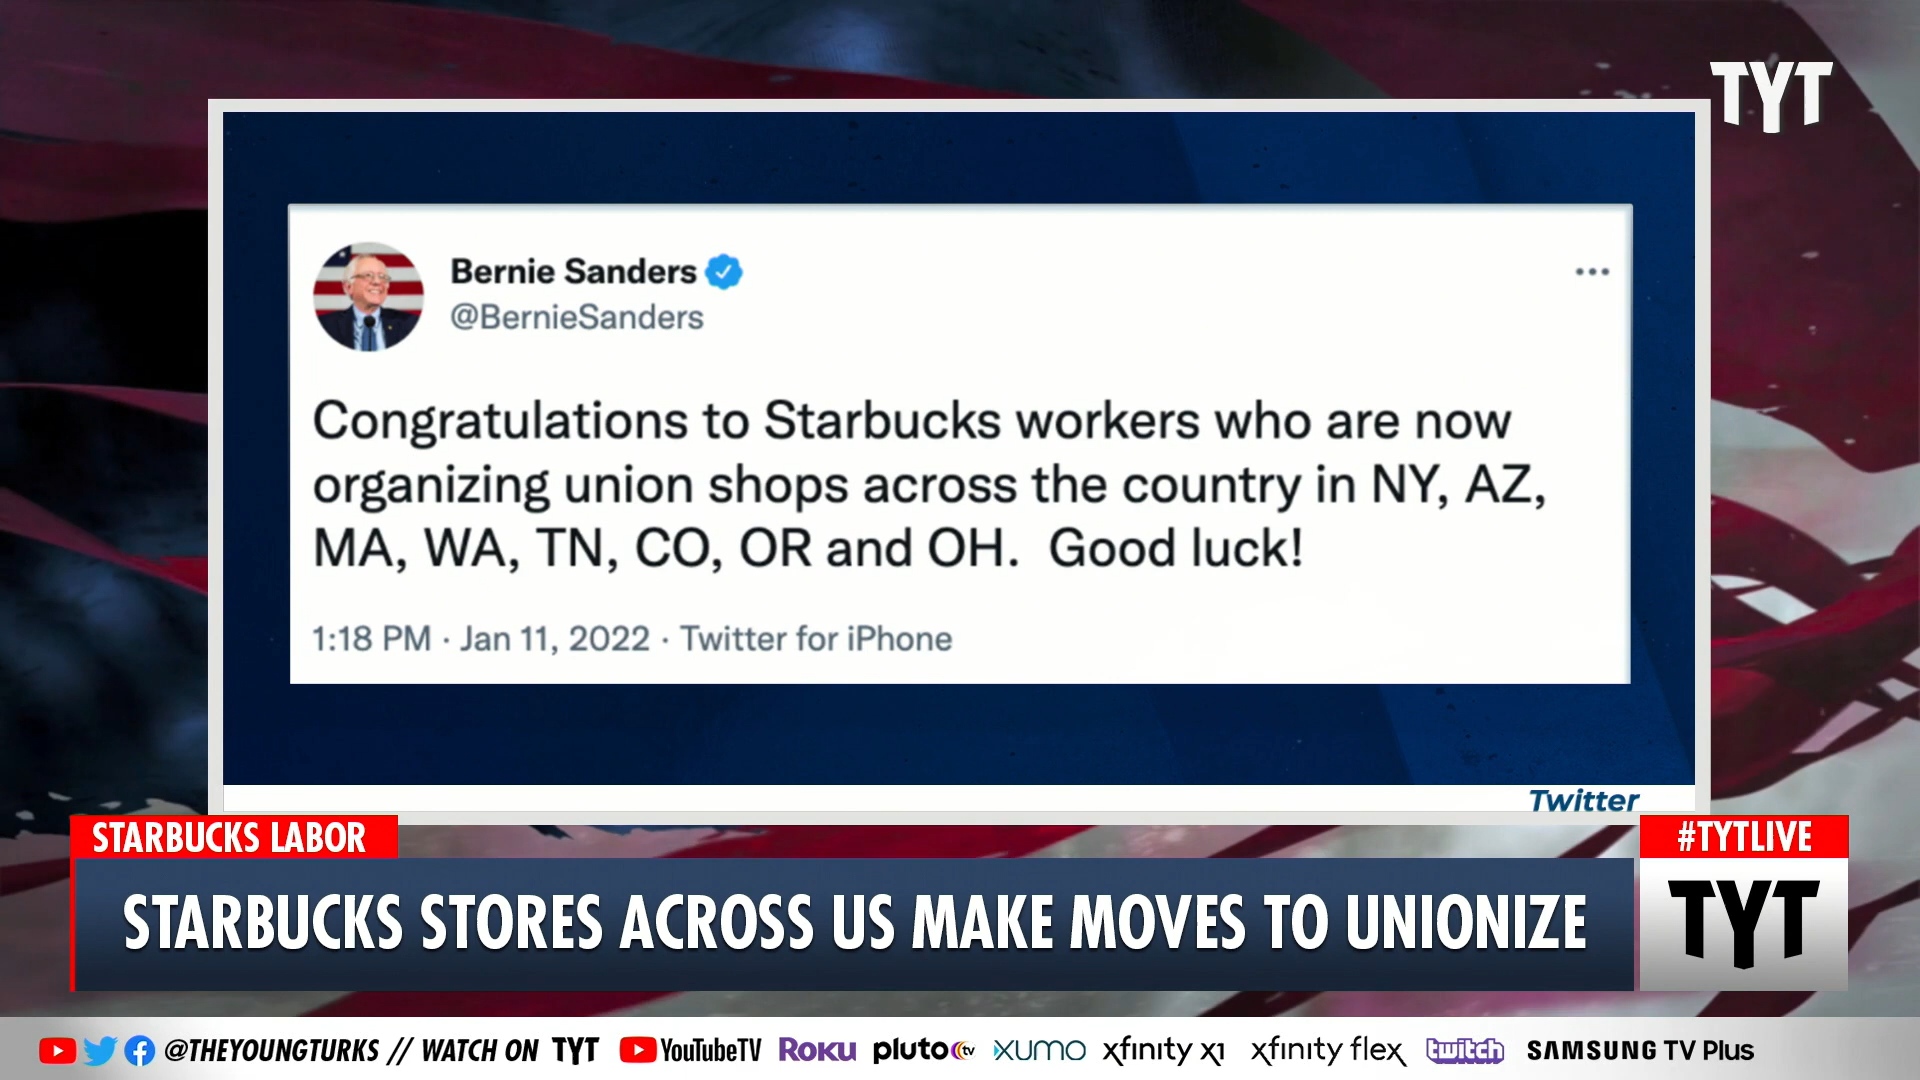 TYT
Bernie Sanders
@BernieSanders
Congratulations to Starbucks workers who are now
organizing union shops across the country in NY, AZ,
MA, WA, TN, CO, OR and OH.  Good luck!
1:18 PM · Jan 11, 2022 · Twitter for iPhone
Twitter
STARBUCKS LABOR
#TYTLIVE
STARBUCKS STORES ACROSS US MAKE MOVES TO UNIONIZE
TYT
@THEYOUNGTURKS // WATCH ON TYT YouTubeTV ROKU pluto tv XUMO xfinity x1 xfinity flex twitch SAMSUNG TV Plus